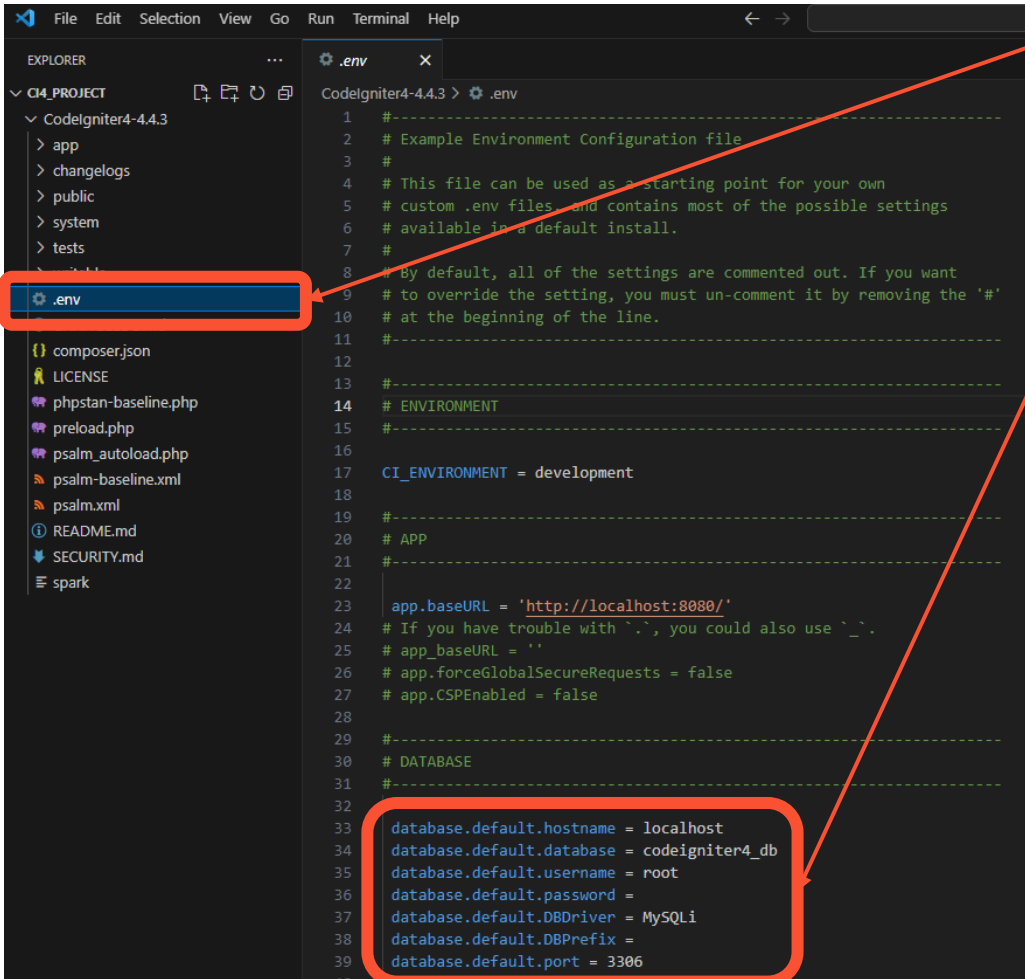 File Edit Selection View Go Run Terminal Help
EXPLORER
CI4_PROJECT
CodeIgniter4-4.4.3
app
changelogs
public
system
tests
.env
composer.json
LICENSE
phpstan-baseline.php
preload.php
psalm_autoload.php
psalm-baseline.xml
psalm.xml
README.md
SECURITY.md
spark
.env
CodeIgniter4-4.4.3 > .env
1 #--------------------------------------------------------------------
2 # Example Environment Configuration file
3 #
4 # This file can be used as a starting point for your own
5 # custom .env files, and contains most of the possible settings
6 # available in a default install.
7 #
8 # By default, all of the settings are commented out. If you want
9 # to override the setting, you must un-comment it by removing the '#'
10 # at the beginning of the line.
11 #--------------------------------------------------------------------
12
13 #--------------------------------------------------------------------
14 # ENVIRONMENT
15 #--------------------------------------------------------------------
16
17 CI_ENVIRONMENT = development
18
19 #--------------------------------------------------------------------
20 # APP
21 #--------------------------------------------------------------------
22
23 app.baseURL = 'http://localhost:8080/'
24 # If you have trouble with `.`, you could also use `_`.
25 # app_baseURL = ''
26 # app.forceGlobalSecureRequests = false
27 # app.CSPEnabled = false
28
29 #--------------------------------------------------------------------
30 # DATABASE
31 #--------------------------------------------------------------------
32
33 database.default.hostname = localhost
34 database.default.database = codeigniter4_db
35 database.default.username = root
36 database.default.password =
37 database.default.DBDriver = MySQLi
38 database.default.DBPrefix =
39 database.default.port = 3306